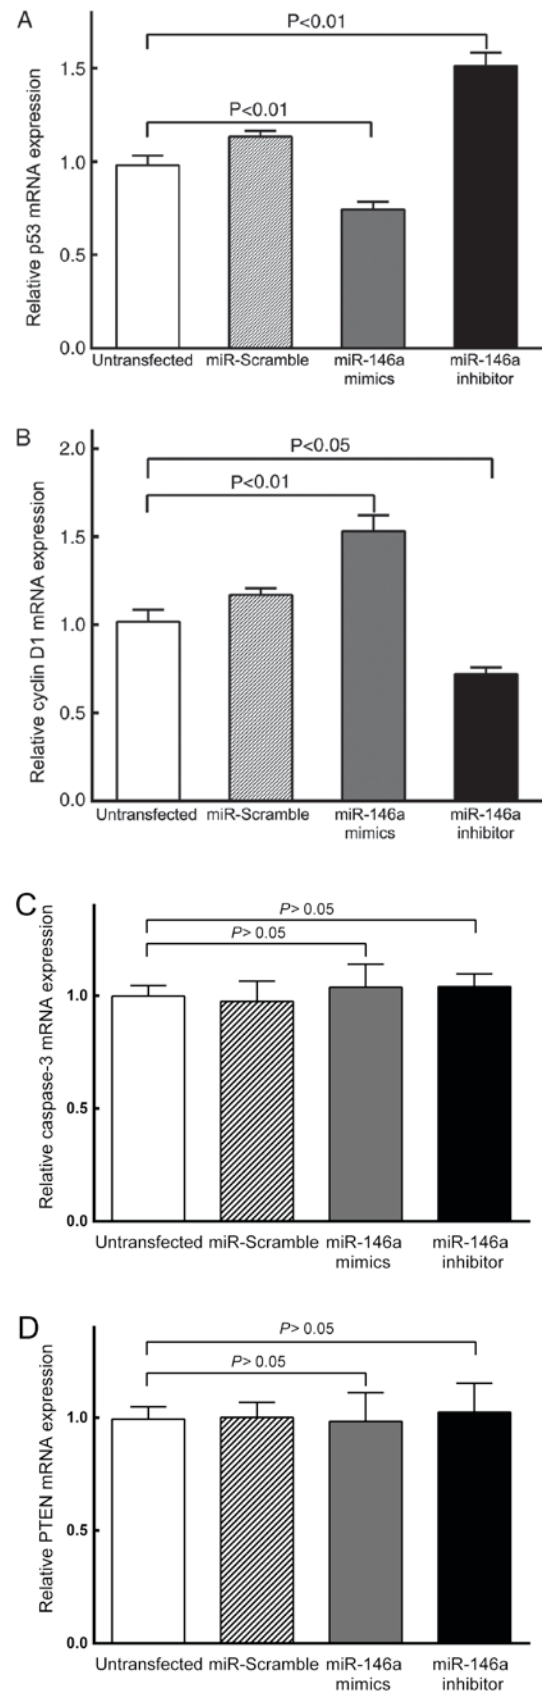 A
P<0.01
P<0.01
Relative p53 mRNA expression
1.5
1.0
0.5
0.0
Untransfected miR-Scramble miR-146a mimics miR-146a inhibitor
B
P<0.05
P<0.01
Relative cyclin D1 mRNA expression
2.0
1.5
1.0
0.5
0.0
Untransfected miR-Scramble miR-146a mimics miR-146a inhibitor
C
P> 0.05
P> 0.05
Relative caspase-3 mRNA expression
1.0
0.5
0.0
Untransfected miR-Scramble miR-146a mimics miR-146a inhibitor
D
P> 0.05
P> 0.05
Relative PTEN mRNA expression
1.0
0.5
0.0
Untransfected miR-Scramble miR-146a mimics miR-146a inhibitor